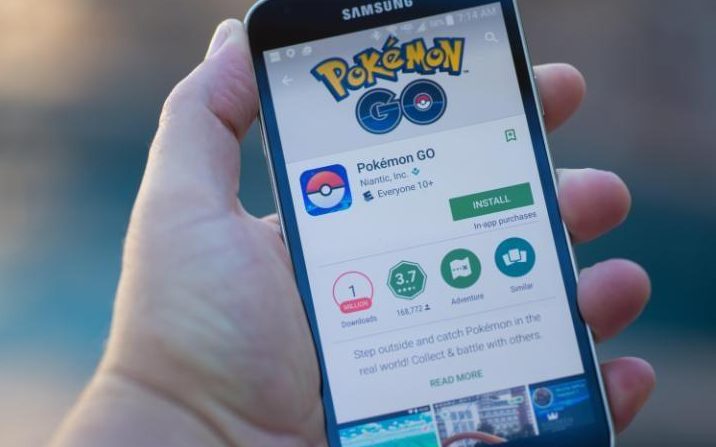 SAMSUNG
7:14 AM
POKéMON
GO
Pokémon GO
Niantic, Inc.
Everyone 10+
INSTALL
In-app purchases
1
MILLION
Downloads
3.7
168,772
Adventure
Similar
Step outside and catch Pokémon in the
real world! Collect & battle with others.
READ MORE